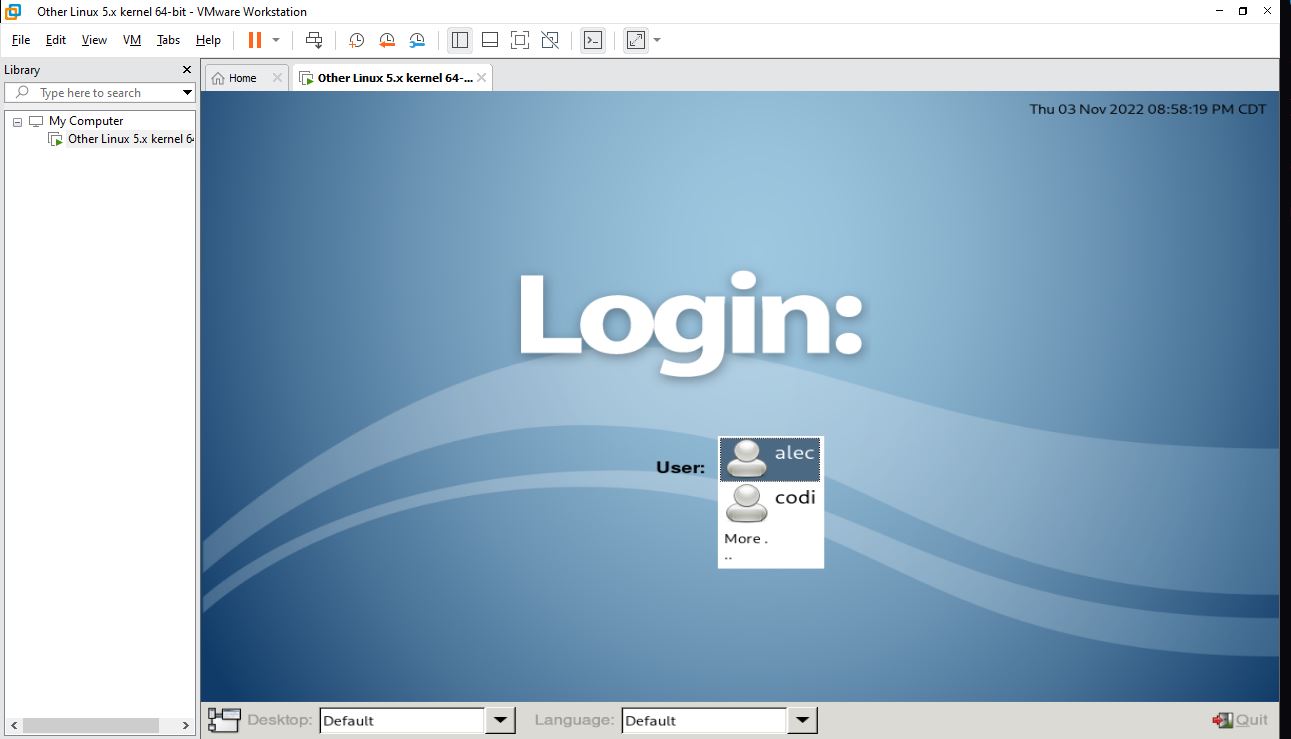 Other Linux 5.x kernel 64-bit - VMware Workstation
File Edit View VM Tabs Help
Library
Type here to search
My Computer
Other Linux 5.x kernel 64
Home
Other Linux 5.x kernel 64-...
Thu 03 Nov 2022 08:58:19 PM CDT
Login:
User:
alec
codi
More .
..
Desktop: Default Language: Default Quit